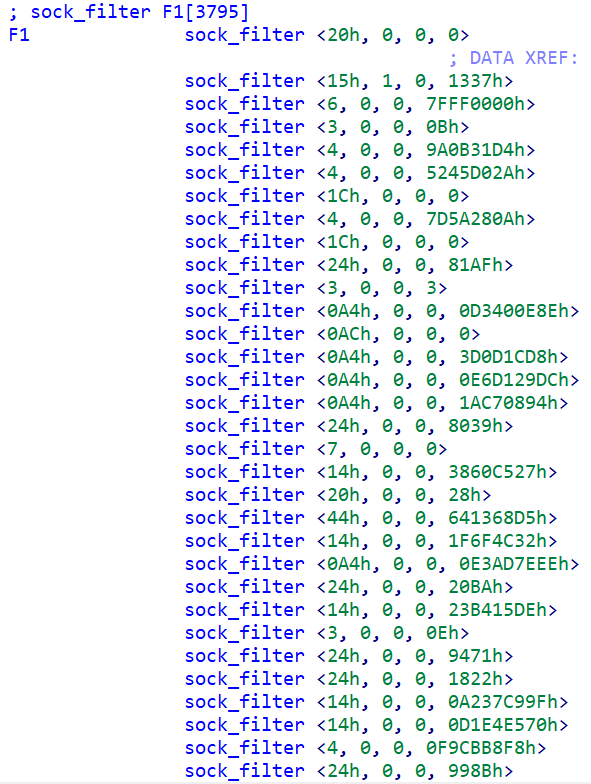 ; sock_filter F1[3795]
F1 sock_filter <20h, 0, 0, 0>
; DATA XREF:
sock_filter <15h, 1, 0, 1337h>
sock_filter <6, 0, 0, 7FFF0000h>
sock_filter <3, 0, 0, 0Bh>
sock_filter <4, 0, 0, 9A0B31D4h>
sock_filter <4, 0, 0, 5245D02Ah>
sock_filter <1Ch, 0, 0, 0>
sock_filter <4, 0, 0, 7D5A280Ah>
sock_filter <1Ch, 0, 0, 0>
sock_filter <24h, 0, 0, 81AFh>
sock_filter <3, 0, 0, 3>
sock_filter <0A4h, 0, 0, 0D3400E8Eh>
sock_filter <0ACh, 0, 0, 0>
sock_filter <0A4h, 0, 0, 3D0D1CD8h>
sock_filter <0A4h, 0, 0, 0E6D129DCh>
sock_filter <0A4h, 0, 0, 1AC70894h>
sock_filter <24h, 0, 0, 8039h>
sock_filter <7, 0, 0, 0>
sock_filter <14h, 0, 0, 3860C527h>
sock_filter <20h, 0, 0, 28h>
sock_filter <44h, 0, 0, 641368D5h>
sock_filter <14h, 0, 0, 1F6F4C32h>
sock_filter <0A4h, 0, 0, 0E3AD7EEEh>
sock_filter <24h, 0, 0, 20BAh>
sock_filter <14h, 0, 0, 23B415DEh>
sock_filter <3, 0, 0, 0Eh>
sock_filter <24h, 0, 0, 9471h>
sock_filter <24h, 0, 0, 1822h>
sock_filter <14h, 0, 0, 0A237C99Fh>
sock_filter <14h, 0, 0, 0D1E4E570h>
sock_filter <4, 0, 0, 0F9CBB8F8h>
sock_filter <24h, 0, 0, 998Bh>